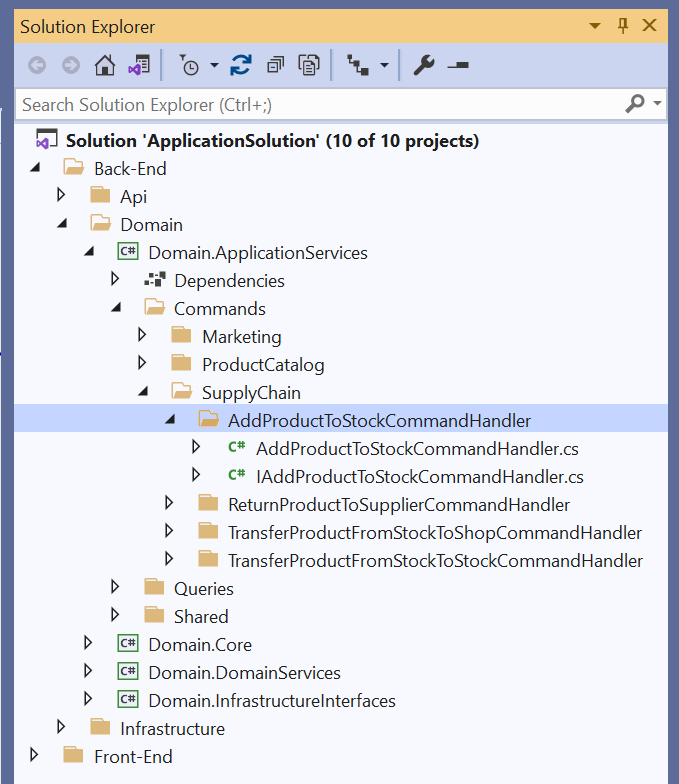 Solution Explorer
Search Solution Explorer (Ctrl+;)
Solution 'ApplicationSolution' (10 of 10 projects)
Back-End
Api
Domain
C# Domain.ApplicationServices
Dependencies
Commands
Marketing
ProductCatalog
SupplyChain
AddProductToStockCommandHandler
C# AddProductToStockCommandHandler.cs
C# IAddProductToStockCommandHandler.cs
ReturnProductToSupplierCommandHandler
TransferProductFromStockToShopCommandHandler
TransferProductFromStockToStockCommandHandler
Queries
Shared
C# Domain.Core
C# Domain.DomainServices
C# Domain.InfrastructureInterfaces
Infrastructure
Front-End